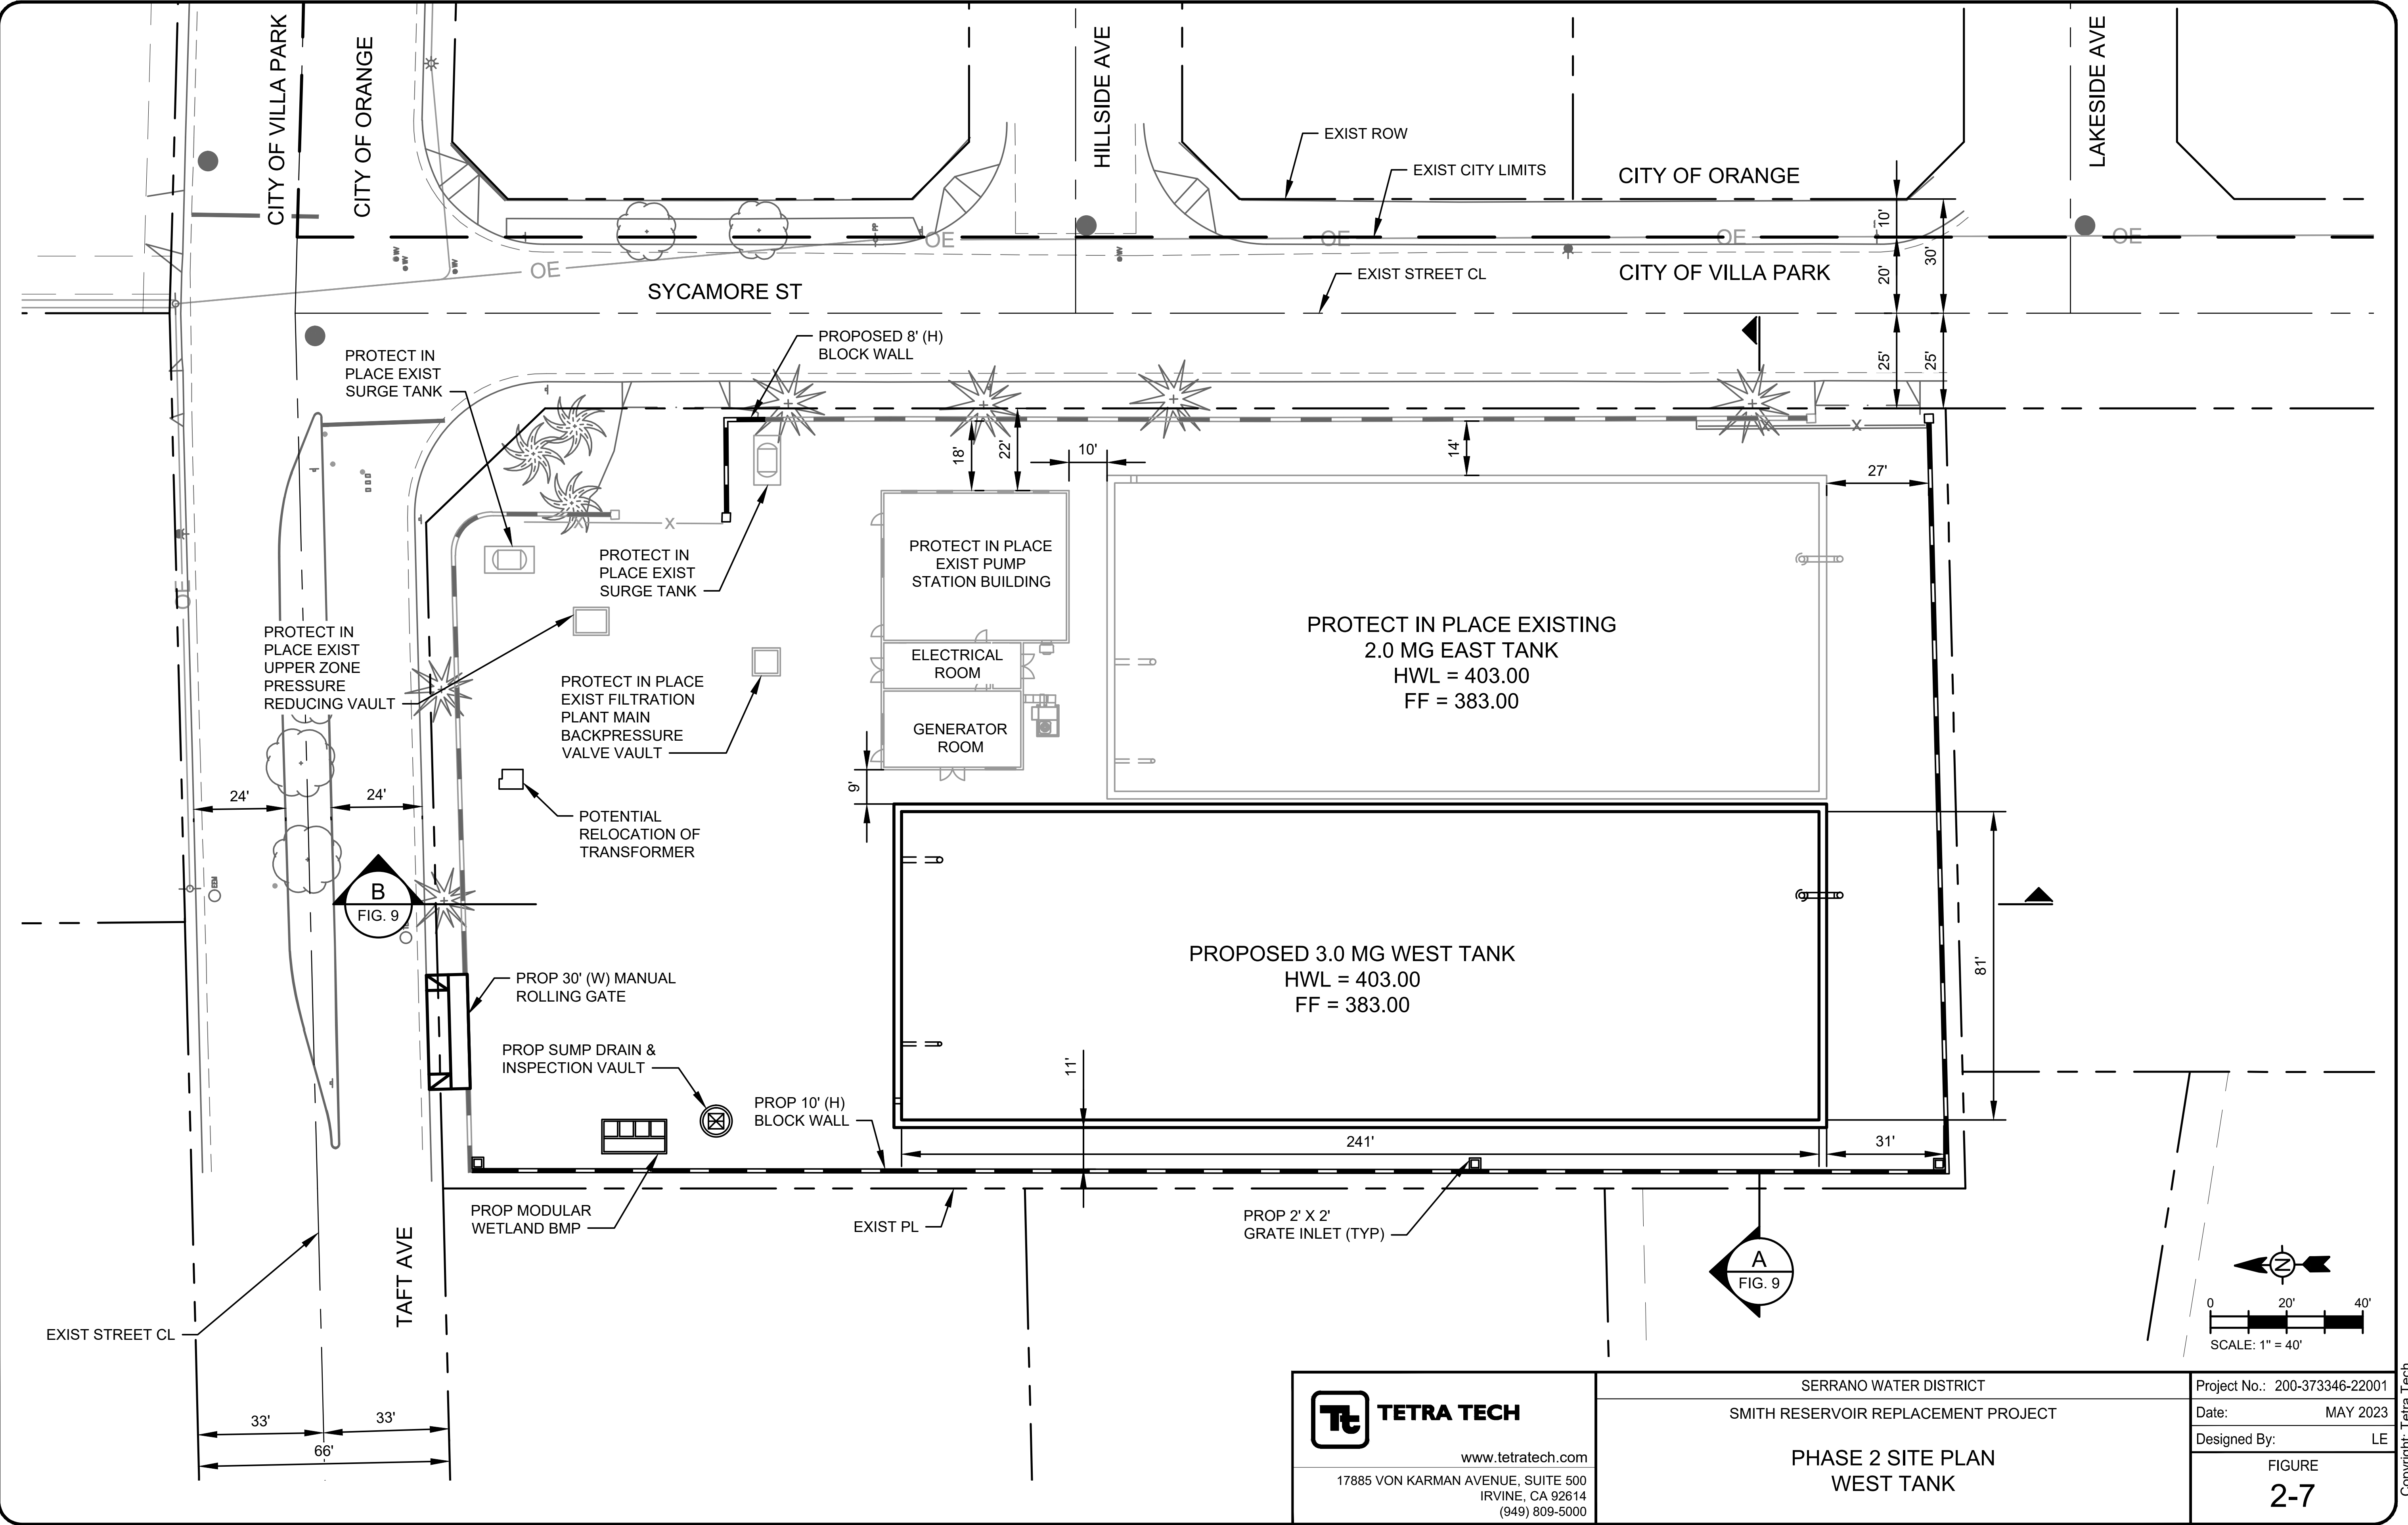 CITY OF VILLA PARK
CITY OF ORANGE
HILLSIDE AVE
LAKESIDE AVE
EXIST ROW
EXIST CITY LIMITS
CITY OF ORANGE
10'
30'
OE
OE
OE
OE
OE
PP
WV
WV
WV
WV
SYCAMORE ST
EXIST STREET CL
CITY OF VILLA PARK
20'
25'
25'
PROPOSED 8' (H)
BLOCK WALL
PROTECT IN
PLACE EXIST
SURGE TANK
18'
22'
10'
14'
27'
X
X
X
PROTECT IN
PLACE EXIST
SURGE TANK
PROTECT IN PLACE
EXIST PUMP
STATION BUILDING
OE
PROTECT IN
PLACE EXIST
UPPER ZONE
PRESSURE
REDUCING VAULT
ELECTRICAL
ROOM
PROTECT IN PLACE EXISTING
2.0 MG EAST TANK
HWL = 403.00
FF = 383.00
PROTECT IN PLACE
EXIST FILTRATION
PLANT MAIN
BACKPRESSURE
VALVE VAULT
GENERATOR
ROOM
9'
24'
24'
POTENTIAL
RELOCATION OF
TRANSFORMER
B
FIG. 9
PROPOSED 3.0 MG WEST TANK
HWL = 403.00
FF = 383.00
81'
PROP 30' (W) MANUAL
ROLLING GATE
PROP SUMP DRAIN &
INSPECTION VAULT
11'
PROP 10' (H)
BLOCK WALL
241'
31'
PROP MODULAR
WETLAND BMP
EXIST PL
PROP 2' X 2'
GRATE INLET (TYP)
TAFT AVE
A
FIG. 9
N
0 20' 40'
SCALE: 1" = 40'
EXIST STREET CL
33'
33'
66'
Tt
TETRA TECH
www.tetratech.com
17885 VON KARMAN AVENUE, SUITE 500
IRVINE, CA 92614
(949) 809-5000
SERRANO WATER DISTRICT
SMITH RESERVOIR REPLACEMENT PROJECT
PHASE 2 SITE PLAN
WEST TANK
Project No.: 200-373346-22001
Date: MAY 2023
Designed By: LE
FIGURE
2-7
Copyright: Tetra Tech